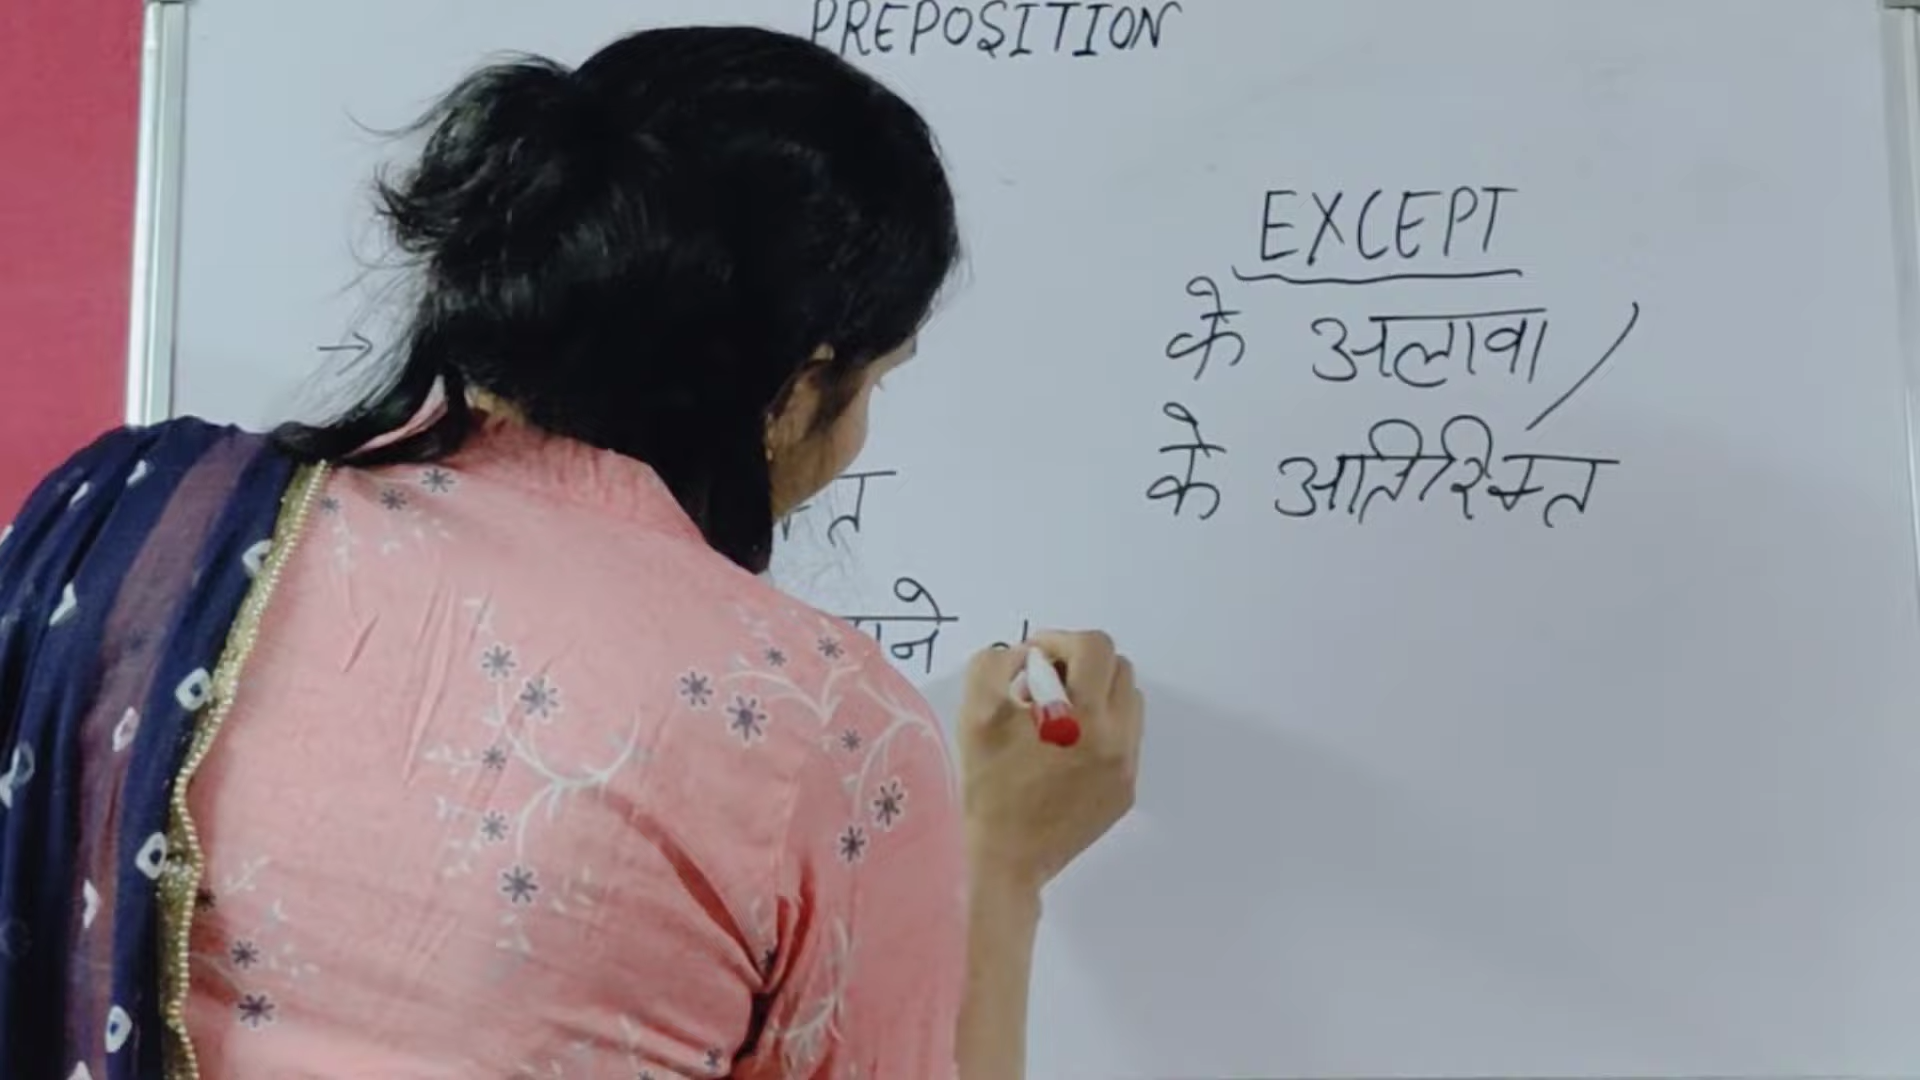 PREPOSITION
EXCEPT
के अलावा /
के अतिरिक्त